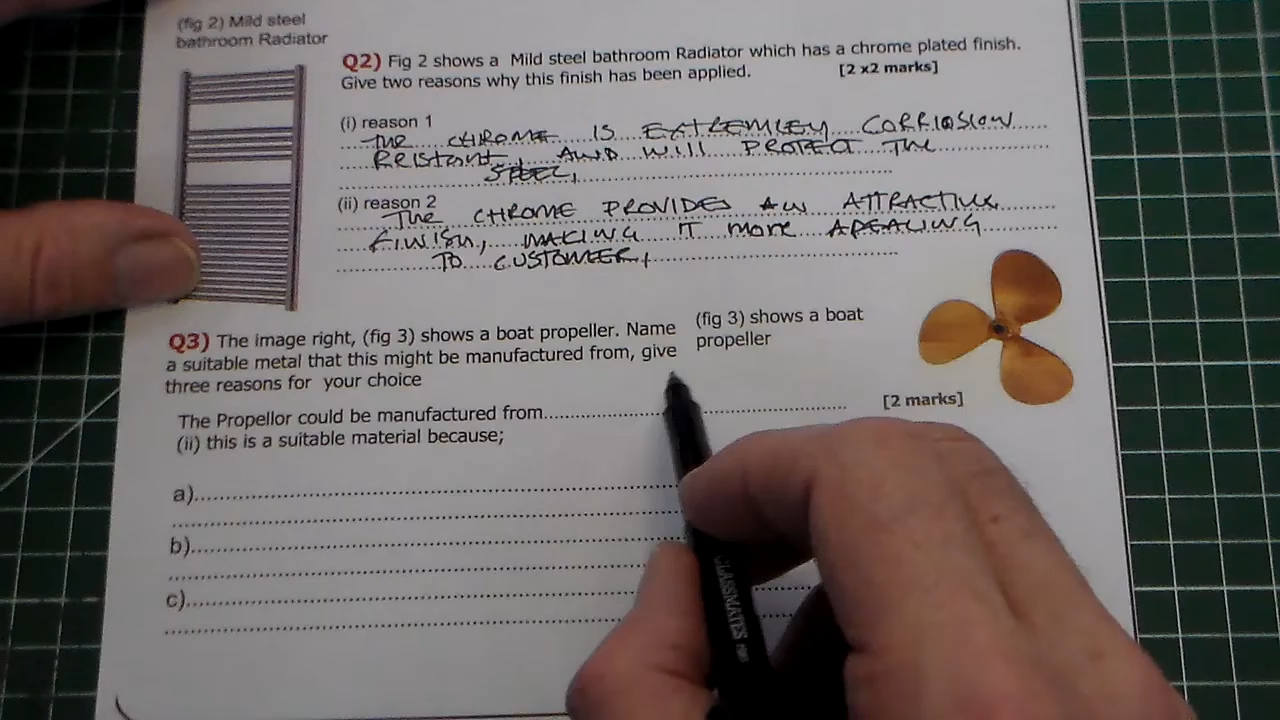 (fig 2) Mild steel
bathroom Radiator
Q2) Fig 2 shows a Mild steel bathroom Radiator which has a chrome plated finish.
Give two reasons why this finish has been applied. [2 x2 marks]
(i) reason 1
THE CHROME IS EXTREMLEY CORRIOSION
RESISTANT, AND WILL PROTECT THE
STEEL,
(ii) reason 2
THE CHROME PROVIDES AN ATTRACTIVE
FINISH, MAKING IT MORE APEALING
TO CUSTOMER,
Q3) The image right, (fig 3) shows a boat propeller. Name
a suitable metal that this might be manufactured from, give
three reasons for your choice
(fig 3) shows a boat
propeller
The Propellor could be manufactured from.................... [2 marks]
(ii) this is a suitable material because;
a)....................
b)....................
c)....................
CLASSMATES